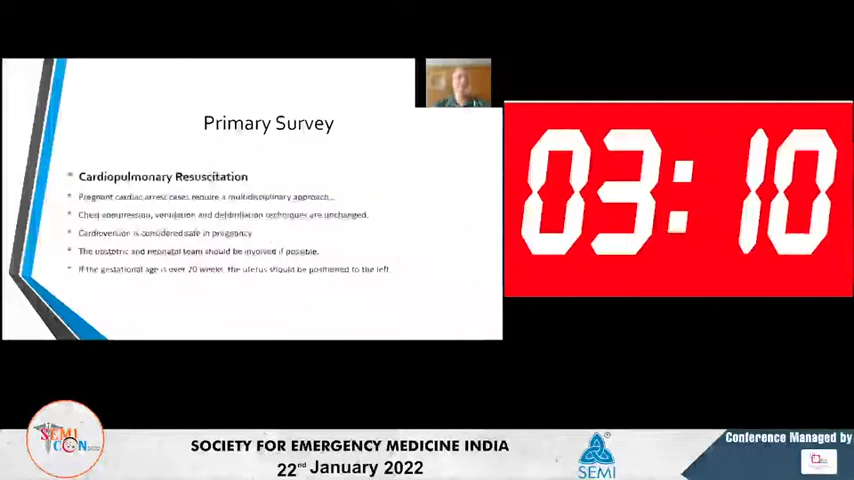 Primary Survey
Cardiopulmonary Resuscitation
Pregnant cardiac arrest cases require a multidisciplinary approach..
Chest compression, ventilation and defibrillation techniques are unchanged.
Cardioversion is considered safe in pregnancy
The obstetric and neonatal team should be involved if possible.
If the gestational age is over 20 weeks, the uterus should be positioned to the left.
03:10
SEMI
CON 2022
SOCIETY FOR EMERGENCY MEDICINE INDIA
22nd January 2022
SEMI
Conference Managed by